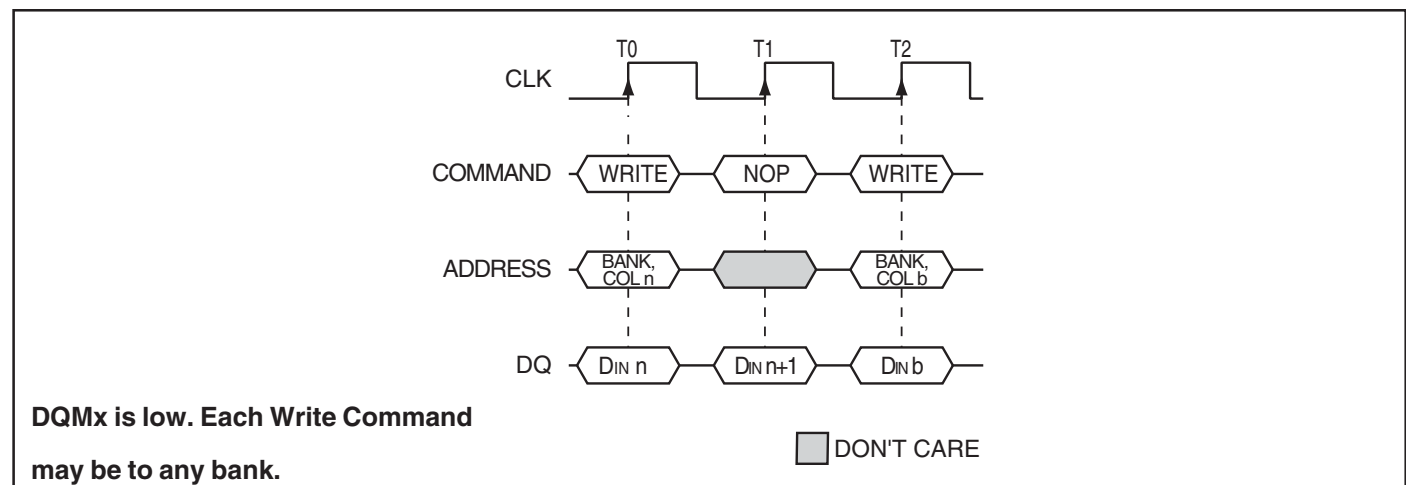 T0 T1 T2
CLK
COMMAND WRITE NOP WRITE
ADDRESS BANK, COL n BANK, COL b
DQ DIN n DIN n+1 DIN b
DQMx is low. Each Write Command
may be to any bank.
DON'T CARE